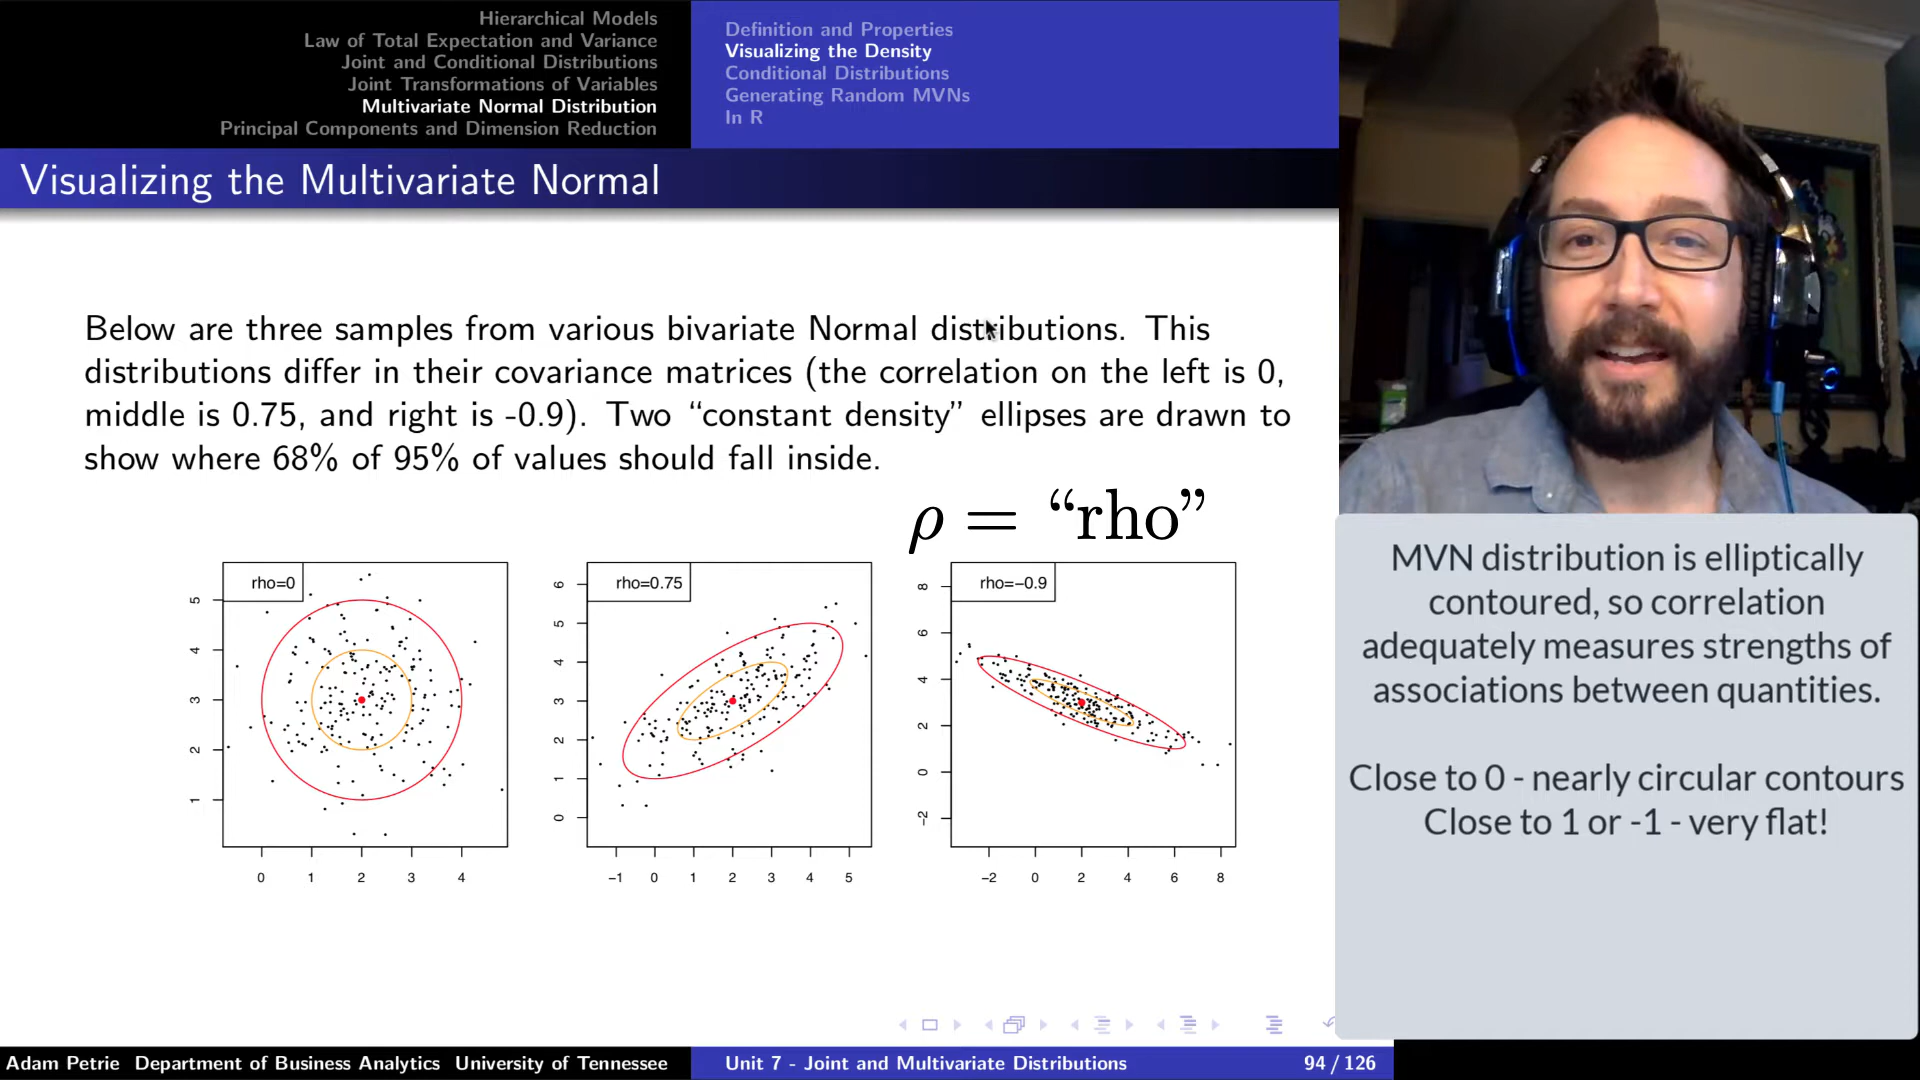 Hierarchical Models
Law of Total Expectation and Variance
Joint and Conditional Distributions
Joint Transformations of Variables
Multivariate Normal Distribution
Principal Components and Dimension Reduction
Definition and Properties
Visualizing the Density
Conditional Distributions
Generating Random MVNs
In R
Visualizing the Multivariate Normal
Below are three samples from various bivariate Normal distributions. This
distributions differ in their covariance matrices (the correlation on the left is 0,
middle is 0.75, and right is -0.9). Two “constant density” ellipses are drawn to
show where 68% of 95% of values should fall inside.
ρ = “rho”
rho=0
5
4
3
2
1
0 1 2 3 4
rho=0.75
6
5
4
3
2
1
0
−1 0 1 2 3 4 5
rho=−0.9
8
6
4
2
0
−2
−2 0 2 4 6 8
MVN distribution is elliptically
contoured, so correlation
adequately measures strengths of
associations between quantities.
Close to 0 - nearly circular contours
Close to 1 or -1 - very flat!
Adam Petrie Department of Business Analytics University of Tennessee
Unit 7 - Joint and Multivariate Distributions
94 / 126